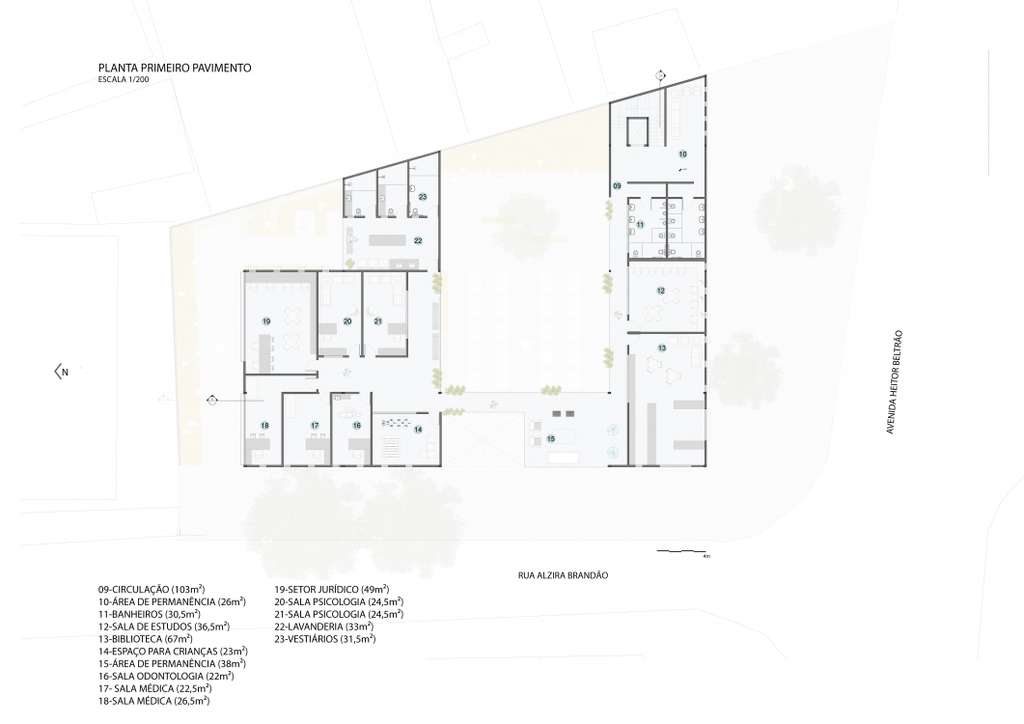 PLANTA PRIMEIRO PAVIMENTO
ESCALA 1/200
10
09
23
11
22
12
19
20
21
13
N
18
17
16
14
15
AVENIDA HEITOR BELTRÃO
RUA ALZIRA BRANDÃO
09-CIRCULAÇÃO (103m²)
10-ÁREA DE PERMANÊNCIA (26m²)
11-BANHEIROS (30,5m²)
12-SALA DE ESTUDOS (36,5m²)
13-BIBLIOTECA (67m²)
14-ESPAÇO PARA CRIANÇAS (23m²)
15-ÁREA DE PERMANÊNCIA (38m²)
16-SALA ODONTOLOGIA (22m²)
17- SALA MÉDICA (22,5m²)
18-SALA MÉDICA (26,5m²)
19-SETOR JURÍDICO (49m²)
20-SALA PSICOLOGIA (24,5m²)
21-SALA PSICOLOGIA (24,5m²)
22-LAVANDERIA (33m²)
23-VESTIÁRIOS (31,5m²)